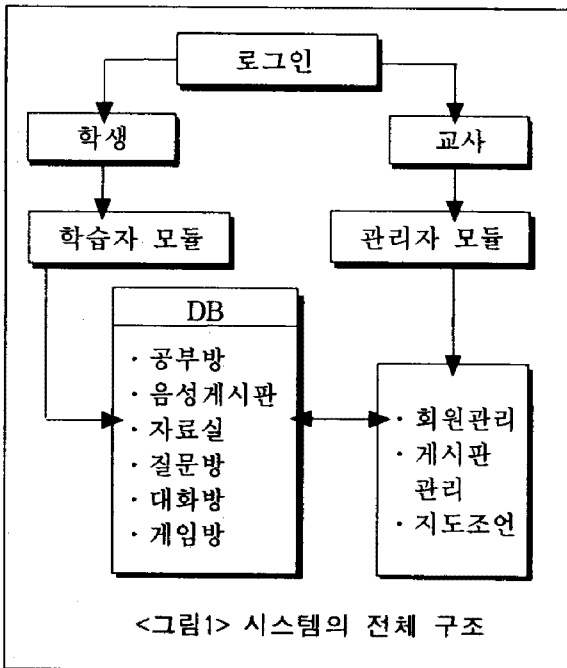 로그인
학생
교사
학습자 모듈
관리자 모듈
DB
· 공부방
· 음성게시판
· 자료실
· 질문방
· 대화방
· 게임방
· 회원관리
· 게시판
관리
· 지도조언
<그림1> 시스템의 전체 구조